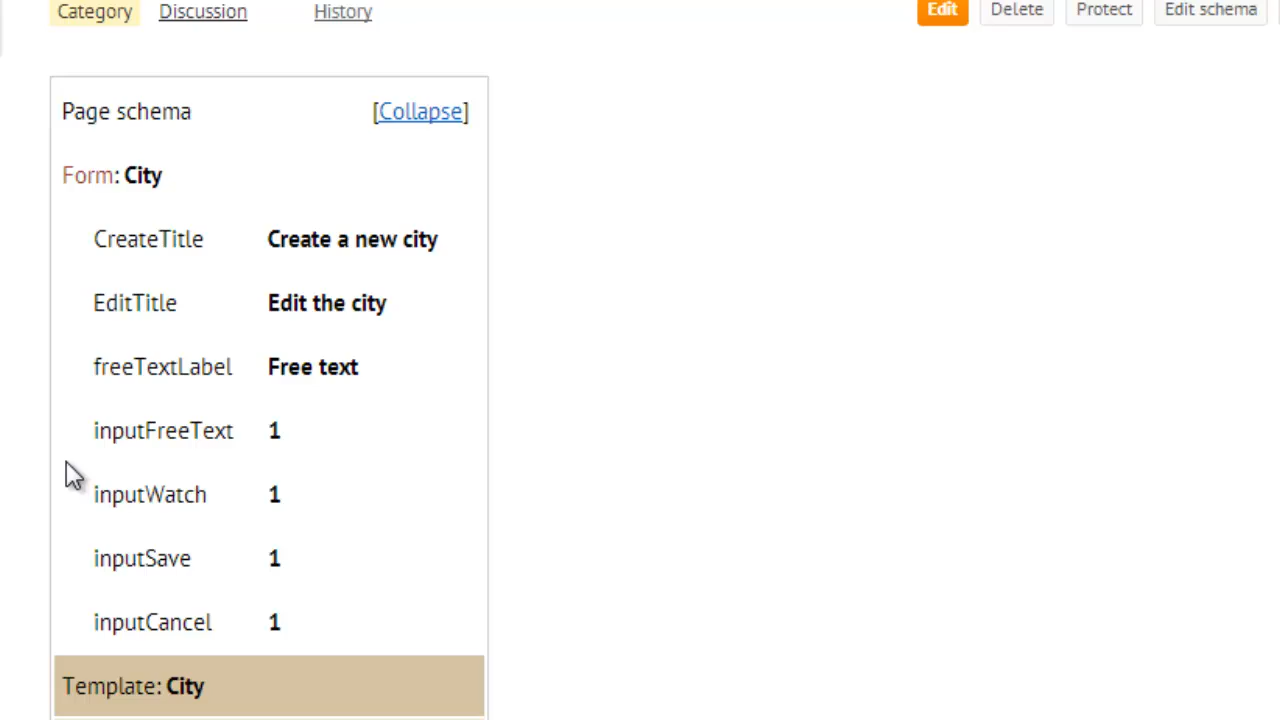 Category Discussion History Edit Delete Protect Edit schema
Page schema [Collapse]
Form: City
CreateTitle Create a new city
EditTitle Edit the city
freeTextLabel Free text
inputFreeText 1
inputWatch 1
inputSave 1
inputCancel 1
Template: City